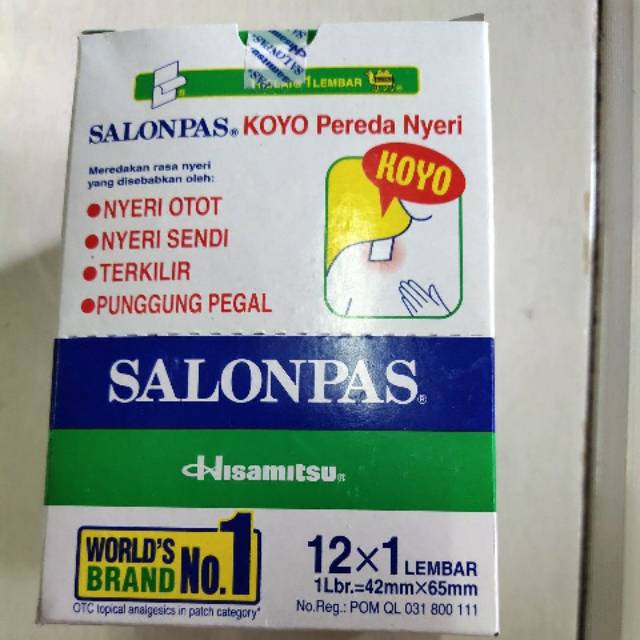 1 LEMBAR
SALONPAS® KOYO Pereda Nyeri
Meredakan rasa nyeri
yang disebabkan oleh:
KOYO
●NYERI OTOT
●NYERI SENDI
●TERKILIR
●PUNGGUNG PEGAL
SALONPAS®
Hisamitsu®
WORLD'S
BRAND No.1
OTC topical analgesics in patch category*
12×1 LEMBAR
1Lbr.=42mm×65mm
No.Reg.: POM QL 031 800 111